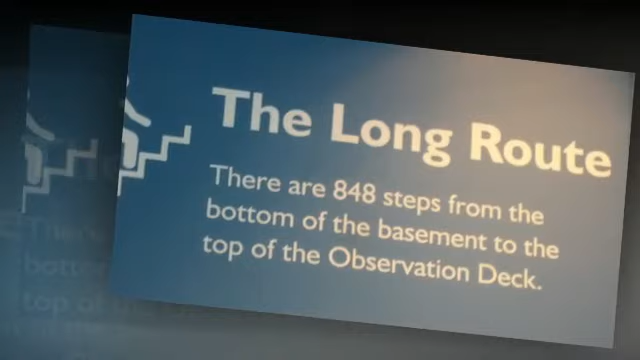 The Long Route
There are 848 steps from the
bottom of the basement to the
top of the Observation Deck.